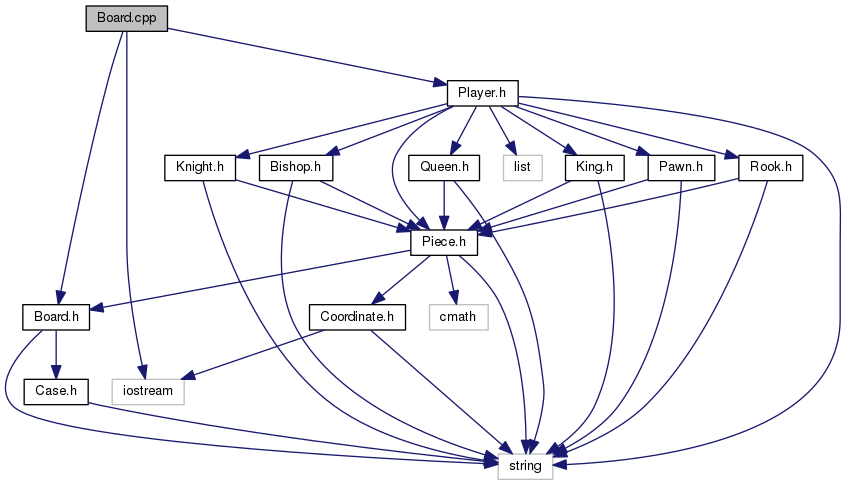 Board.cpp
Player.h
Knight.h
Bishop.h
Queen.h
list
King.h
Pawn.h
Rook.h
Piece.h
Board.h
Coordinate.h
cmath
Case.h
iostream
string